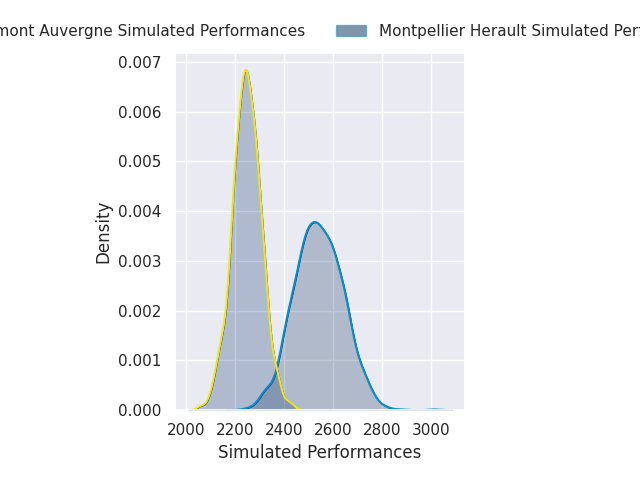 mont Auvergne Simulated Performances
Montpellier Herault Simulated Perf
0.007
0.006
0.005
0.004
0.003
0.002
0.001
0.000
Density
2000 2200 2400 2600 2800 3000
Simulated Performances